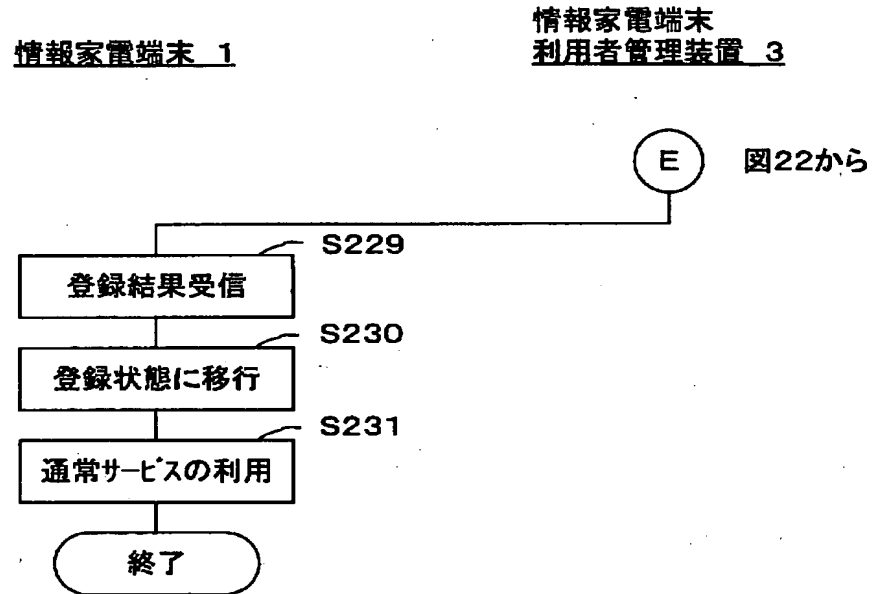 情報家電端末 1
情報家電端末
利用者管理装置 3
E
図22から
S229
登録結果受信
S230
登録状態に移行
S231
通常サービスの利用
終了